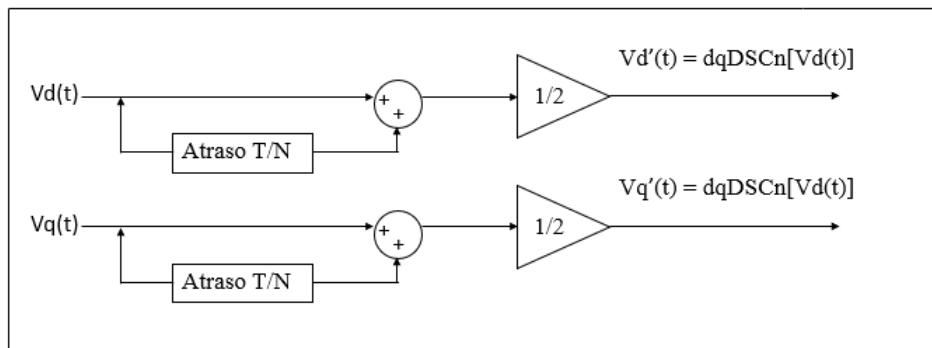 Vd′(t) = dqDSCn[Vd(t)]
Vd(t)
+
+
1/2
Atraso T/N
Vq′(t) = dqDSCn[Vd(t)]
Vq(t)
+
+
1/2
Atraso T/N